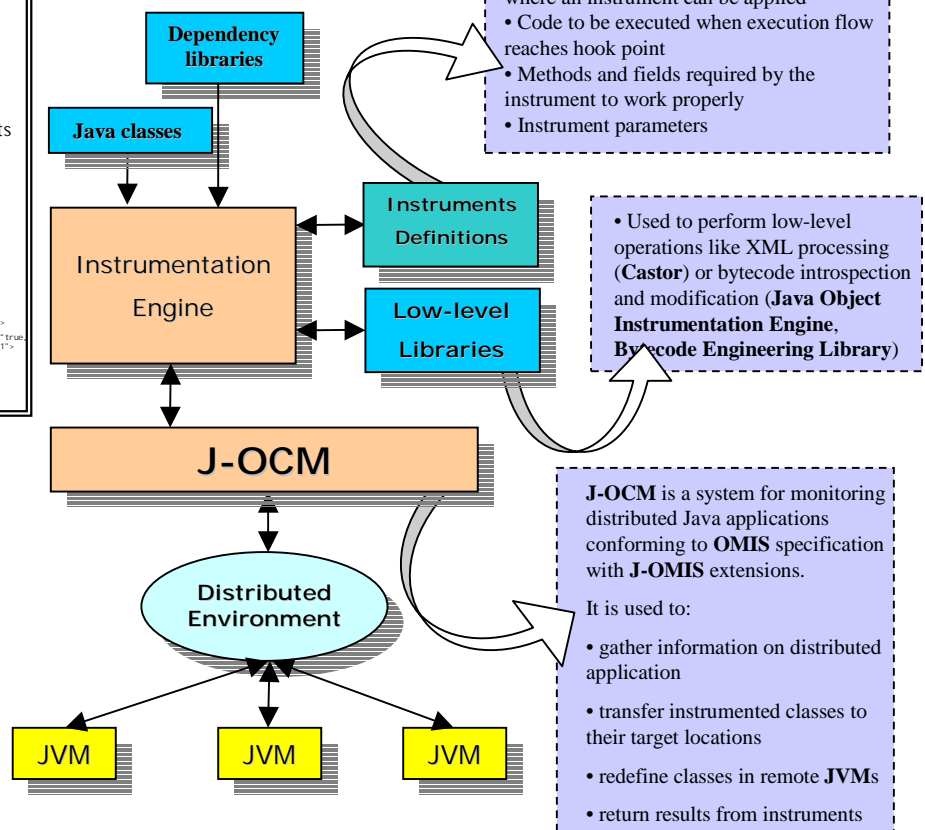 where an instrument can be applied
• Code to be executed when execution flow
reaches hook point
• Methods and fields required by the
instrument to work properly
• Instrument parameters
Dependency
libraries
ts
Java classes
Instruments
Definitions
Instrumentation
Engine
Low-level
Libraries
>
"true,
1">
• Used to perform low-level
operations like XML processing
(Castor) or bytecode introspection
and modification (Java Object
Instrumentation Engine,
Bytecode Engineering Library)
J-OCM
J-OCM is a system for monitoring
distributed Java applications
conforming to OMIS specification
with J-OMIS extensions.
It is used to:
• gather information on distributed
application
• transfer instrumented classes to
their target locations
• redefine classes in remote JVMs
• return results from instruments
Distributed
Environment
JVM
JVM
JVM